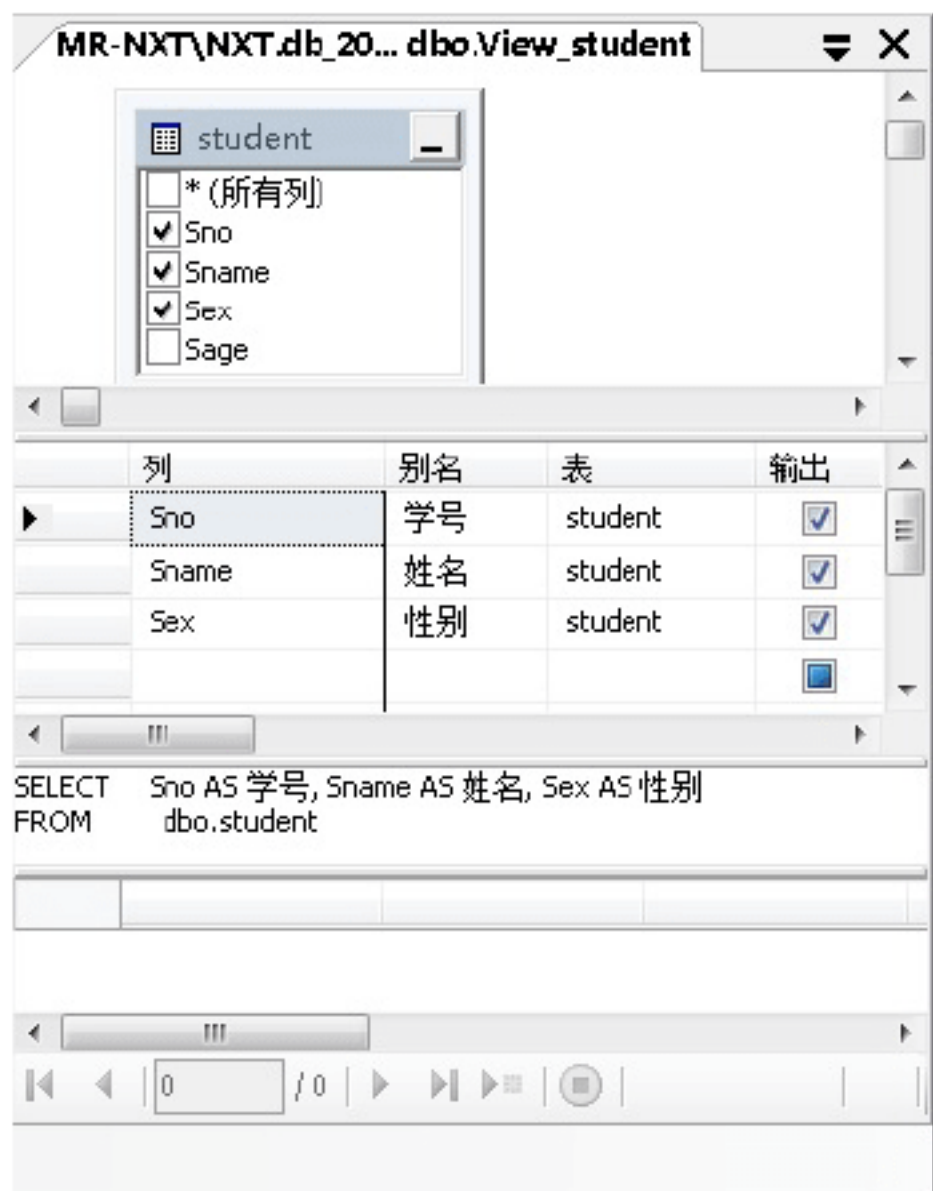 MR-NXT\NXT.db_20... dbo.View_student
student
* (所有列)
Sno
Sname
Sex
Sage
列 别名 表 输出
Sno 学号 student
Sname 姓名 student
Sex 性别 student
SELECT Sno AS 学号, Sname AS 姓名, Sex AS 性别
FROM dbo.student
0 / 0